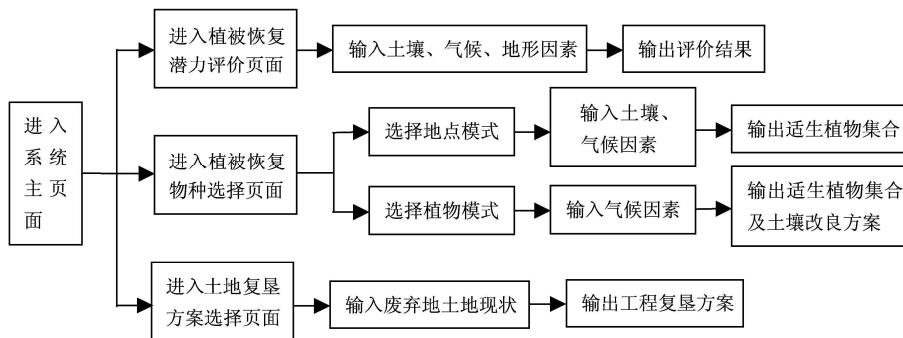 进入
系统
主页
面
进入植被恢复
潜力评价页面
输入土壤、气候、地形因素
输出评价结果
进入植被恢复
物种选择页面
选择地点模式
输入土壤、
气候因素
输出适生植物集合
选择植物模式
输入气候因素
输出适生植物集合
及土壤改良方案
进入土地复垦
方案选择页面
输入废弃地土地现状
输出工程复垦方案